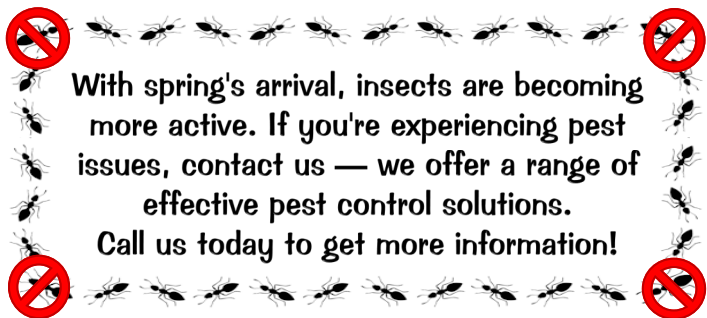 With spring's arrival, insects are becoming
more active. If you're experiencing pest
issues, contact us — we offer a range of
effective pest control solutions.
Call us today to get more information!